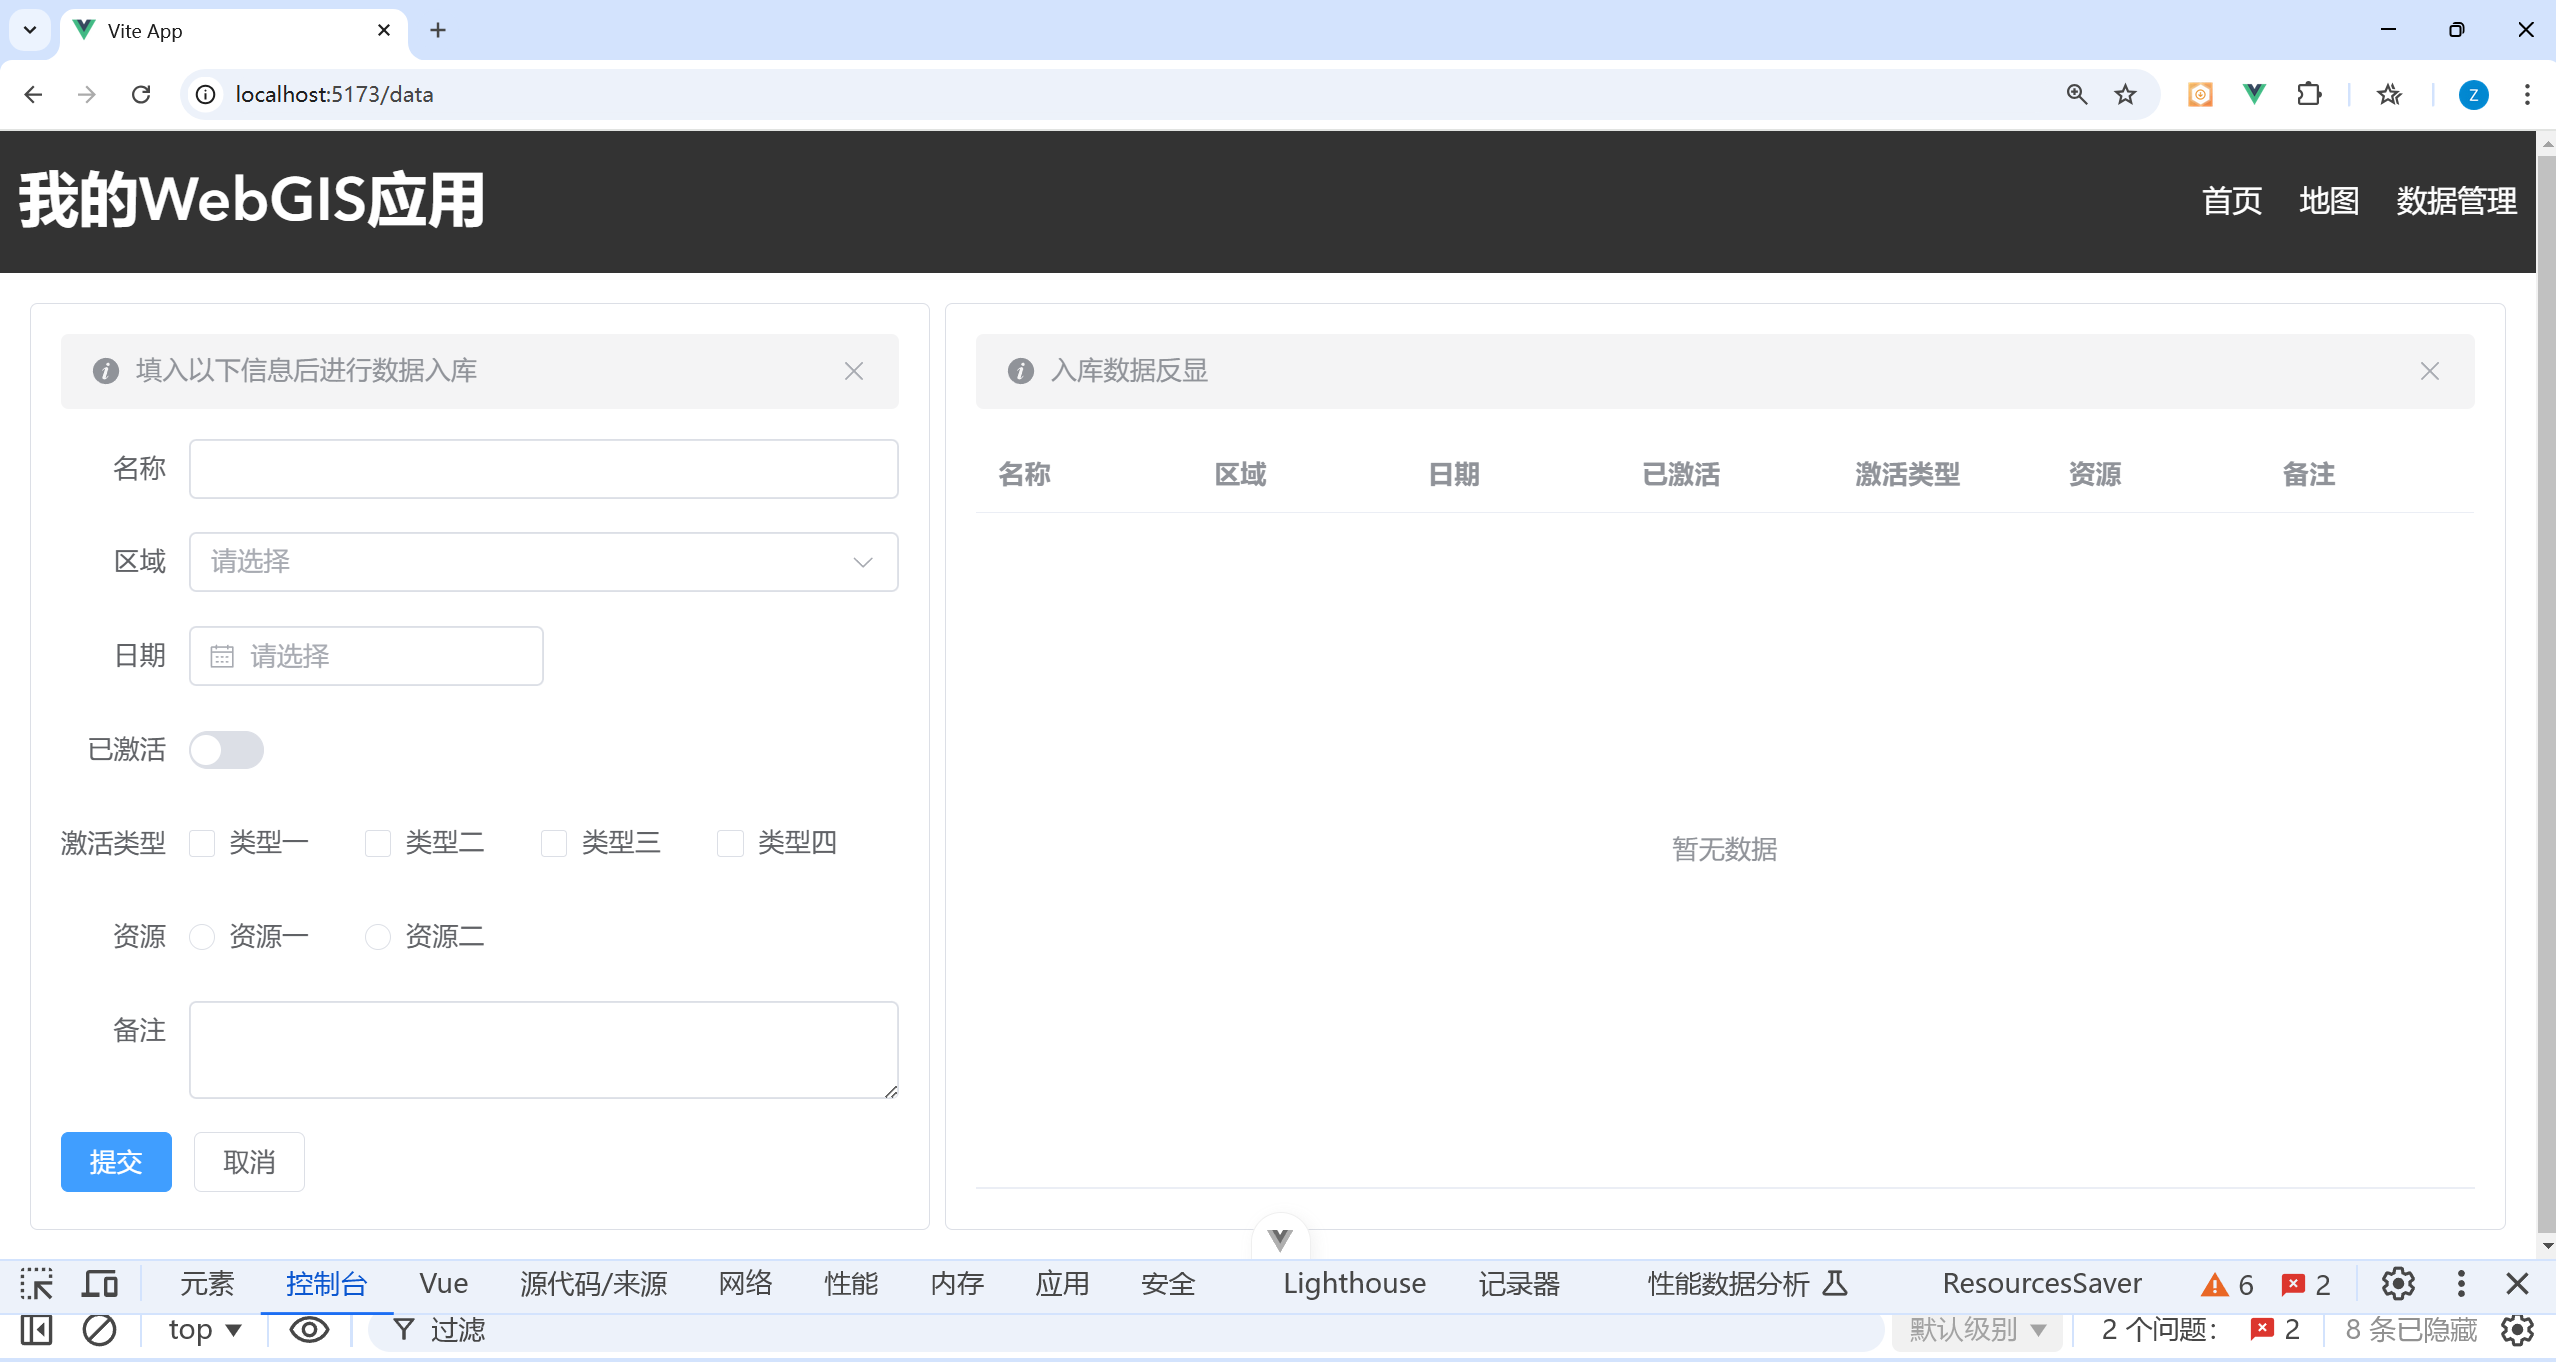 Vite App
localhost:5173/data
Z
我的WebGIS应用
首页 地图 数据管理
填入以下信息后进行数据入库
名称
区域 请选择
日期 请选择
已激活
激活类型 类型一 类型二 类型三 类型四
资源 资源一 资源二
备注
提交 取消
入库数据反显
名称 区域 日期 已激活 激活类型 资源 备注
暂无数据
元素 控制台 Vue 源代码/来源 网络 性能 内存 应用 安全 Lighthouse 记录器 性能数据分析 ResourcesSaver 6 2
top 过滤 默认级别 2 个问题: 2 8 条已隐藏